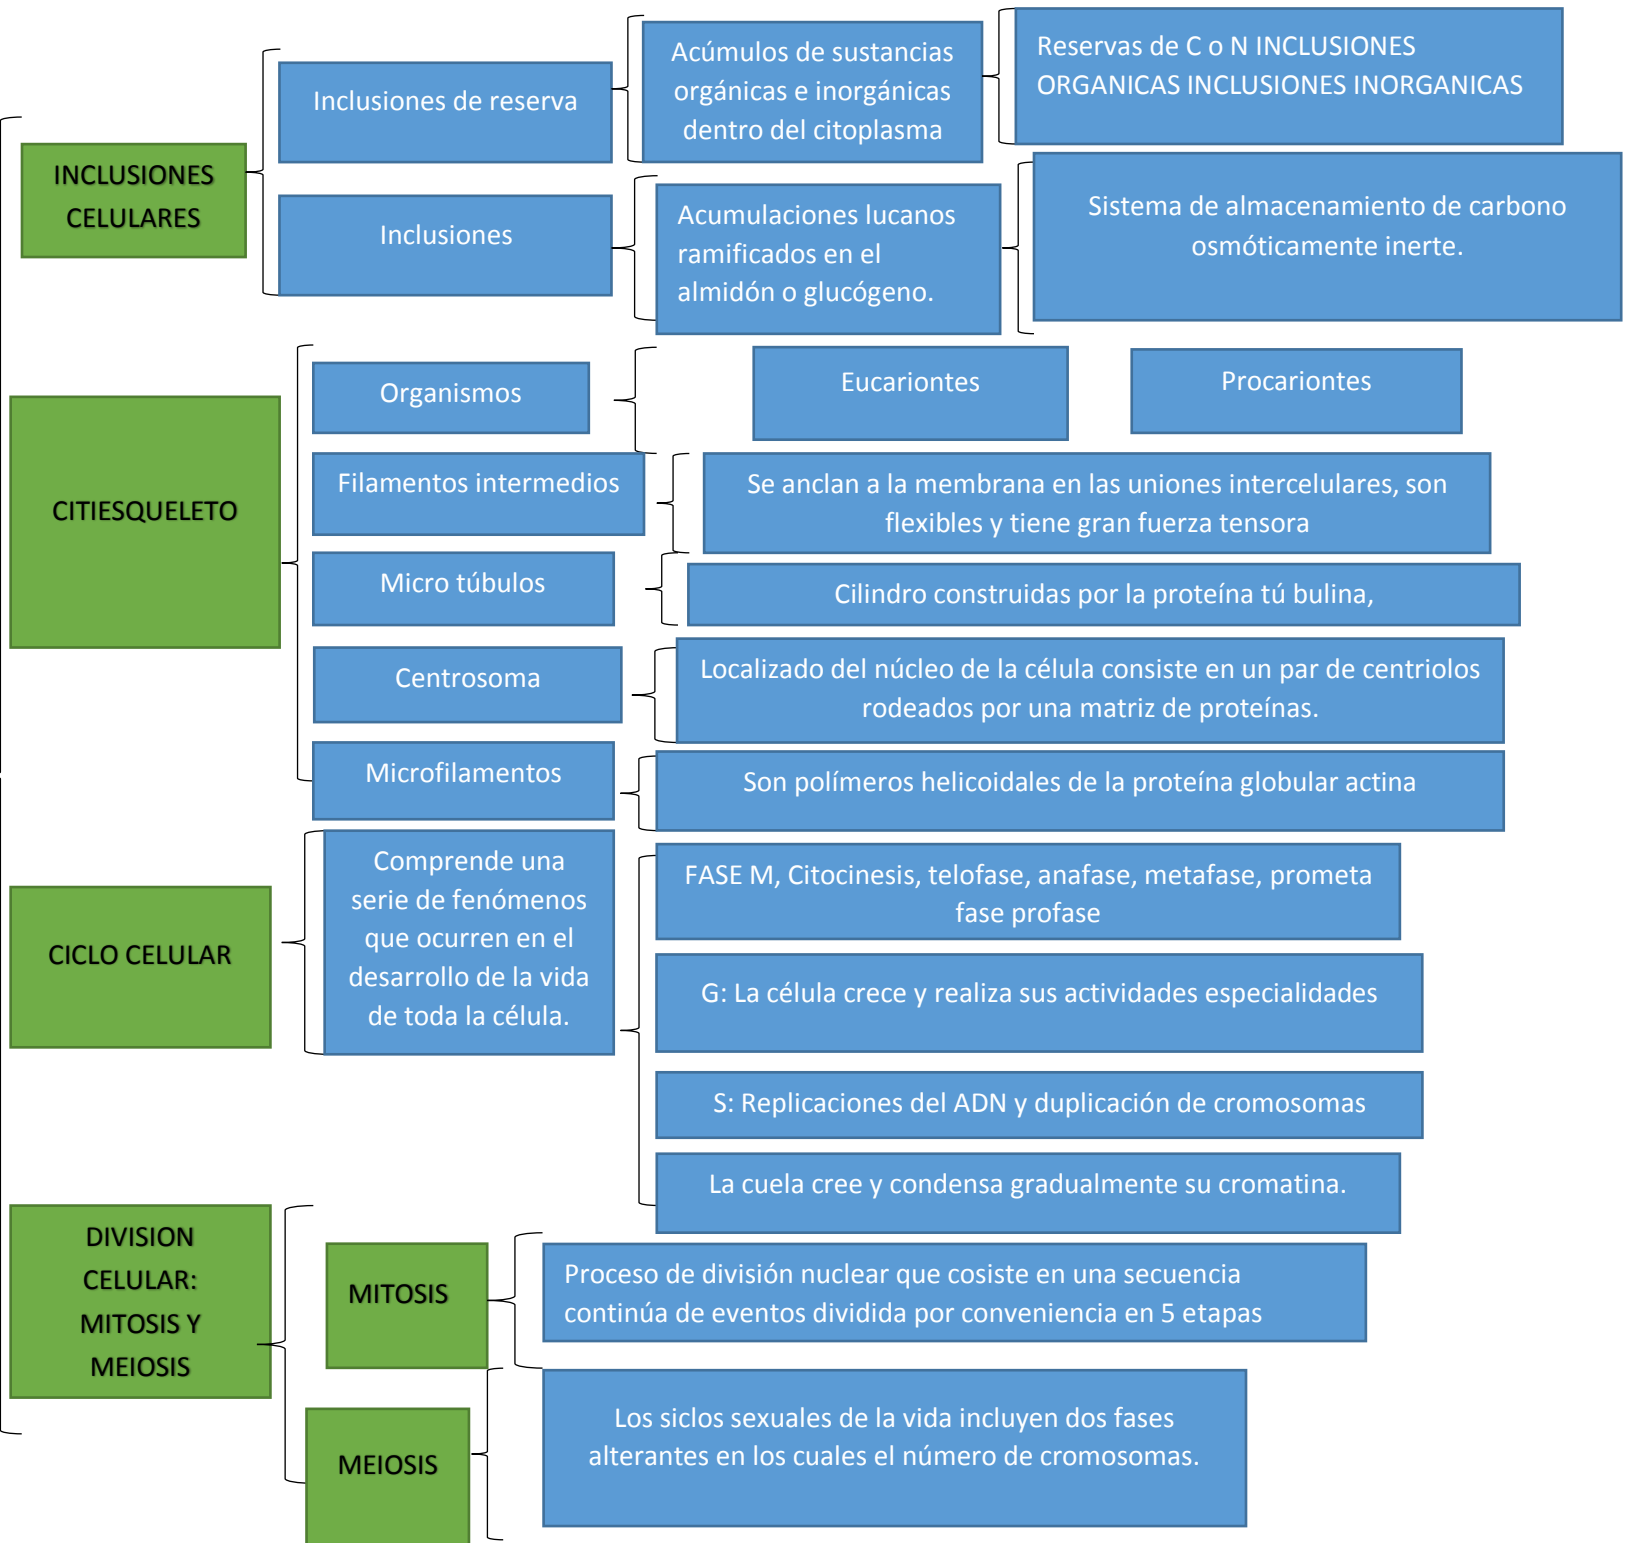 INCLUSIONES
CELULARES
Inclusiones de reserva
Acúmulos de sustancias
orgánicas e inorgánicas
dentro del citoplasma
Reservas de C o N INCLUSIONES
ORGANICAS INCLUSIONES INORGANICAS
Inclusiones
Acumulaciones lucanos
ramificados en el
almidón o glucógeno.
Sistema de almacenamiento de carbono
osmóticamente inerte.
CITIESQUELETO
Organismos
Eucariontes
Procariontes
Filamentos intermedios
Se anclan a la membrana en las uniones intercelulares, son
flexibles y tiene gran fuerza tensora
Micro túbulos
Cilindro construidas por la proteína tú bulina,
Centrosoma
Localizado del núcleo de la célula consiste en un par de centriolos
rodeados por una matriz de proteínas.
Microfilamentos
Son polímeros helicoidales de la proteína globular actina
CICLO CELULAR
Comprende una
serie de fenómenos
que ocurren en el
desarrollo de la vida
de toda la célula.
FASE M, Citocinesis, telofase, anafase, metafase, prometa
fase profase
G: La célula crece y realiza sus actividades especialidades
S: Replicaciones del ADN y duplicación de cromosomas
La cuela cree y condensa gradualmente su cromatina.
DIVISION
CELULAR:
MITOSIS Y
MEIOSIS
MITOSIS
Proceso de división nuclear que cosiste en una secuencia
continúa de eventos dividida por conveniencia en 5 etapas
MEIOSIS
Los siclos sexuales de la vida incluyen dos fases
alterantes en los cuales el número de cromosomas.